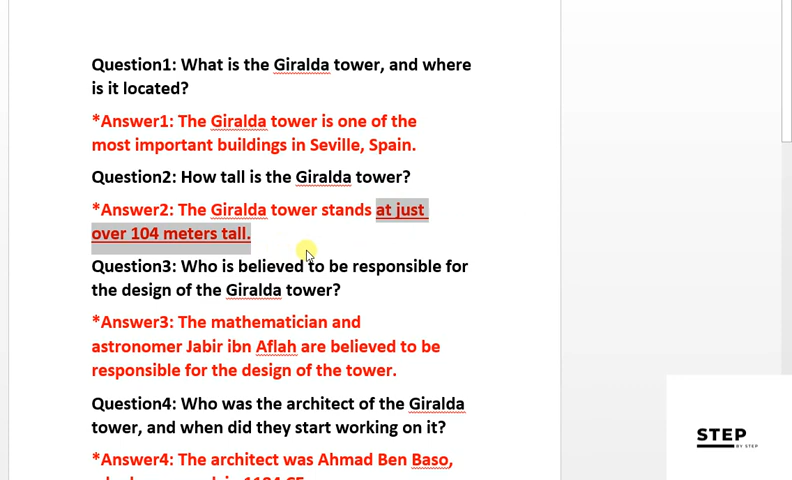 Question1: What is the Giralda tower, and where
is it located?
*Answer1: The Giralda tower is one of the
most important buildings in Seville, Spain.
Question2: How tall is the Giralda tower?
*Answer2: The Giralda tower stands at just
over 104 meters tall.
Question3: Who is believed to be responsible for
the design of the Giralda tower?
*Answer3: The mathematician and
astronomer Jabir ibn Aflah are believed to be
responsible for the design of the tower.
Question4: Who was the architect of the Giralda
tower, and when did they start working on it?
*Answer4: The architect was Ahmad Ben Baso,
STEP
BY STEP